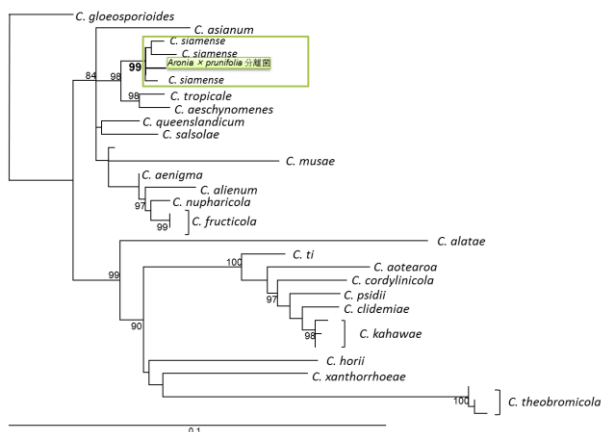 C. gloeosporioides
C. asianum
C. siamense
C. siamense
99
Aronia × prunifolia 分離菌
84
98
C. siamense
98
C. tropicale
C. aeschynomenes
C. queenslandicum
C. salsolae
C. musae
C. aenigma
C. alienum
97
C. nupharicola
99
C. fructicola
C. alatae
C. ti
100
C. aotearoa
99
C. cordylinicola
97
C. psidii
C. clidemiae
98
C. kahawae
90
C. horii
C. xanthorrhoeae
100
C. theobromicola
0.1